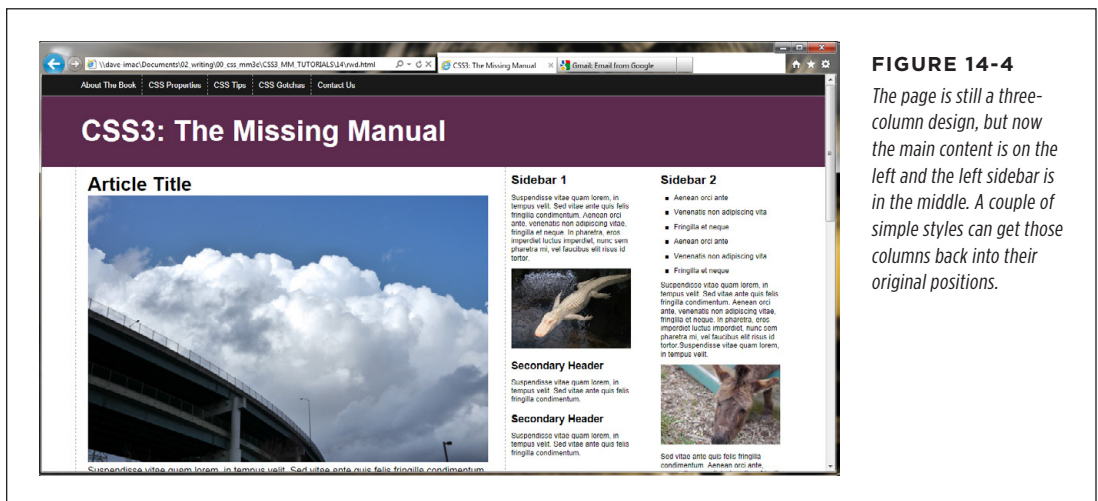 \\dave-imac\Documents\02_writing\00_css_mm3e\CSS3_MM_TUTORIALS\14\rwd.html
CSS3: The Missing Manual
Gmail: Email from Google
About The Book
CSS Properties
CSS Tips
CSS Gotchas
Contact Us
CSS3: The Missing Manual
Article Title
Suspendisse vitae quam lorem, in tempus velit. Sed vitae ante quis felis fringilla condimentum.
Sidebar 1
Suspendisse vitae quam lorem, in
tempus velit. Sed vitae ante quis felis
fringilla condimentum. Aenean orci
ante, venenatis non adipiscing vitae,
fringilla et neque. In pharetra, eros
imperdiet luctus imperdiet, nunc sem
pharetra mi, vel faucibus elit risus id
tortor.
Secondary Header
Suspendisse vitae quam lorem, in
tempus velit. Sed vitae ante quis felis
fringilla condimentum.
Secondary Header
Suspendisse vitae quam lorem, in
tempus velit. Sed vitae ante quis felis
fringilla condimentum.
Sidebar 2
Aenean orci ante
Venenatis non adipiscing vita
Fringilla et neque
Aenean orci ante
Venenatis non adipiscing vita
Fringilla et neque
Suspendisse vitae quam lorem, in
tempus velit. Sed vitae ante quis felis
fringilla condimentum. Aenean orci
ante, venenatis non adipiscing vitae,
fringilla et neque. In pharetra, eros
imperdiet luctus imperdiet, nunc sem
pharetra mi, vel faucibus elit risus id
tortor.Suspendisse vitae quam lorem,
in tempus velit.
Sed vitae ante quis felis fringilla
condimentum. Aenean orci ante,
FIGURE 14-4
The page is still a three-
column design, but now
the main content is on the
left and the left sidebar is
in the middle. A couple of
simple styles can get those
columns back into their
original positions.